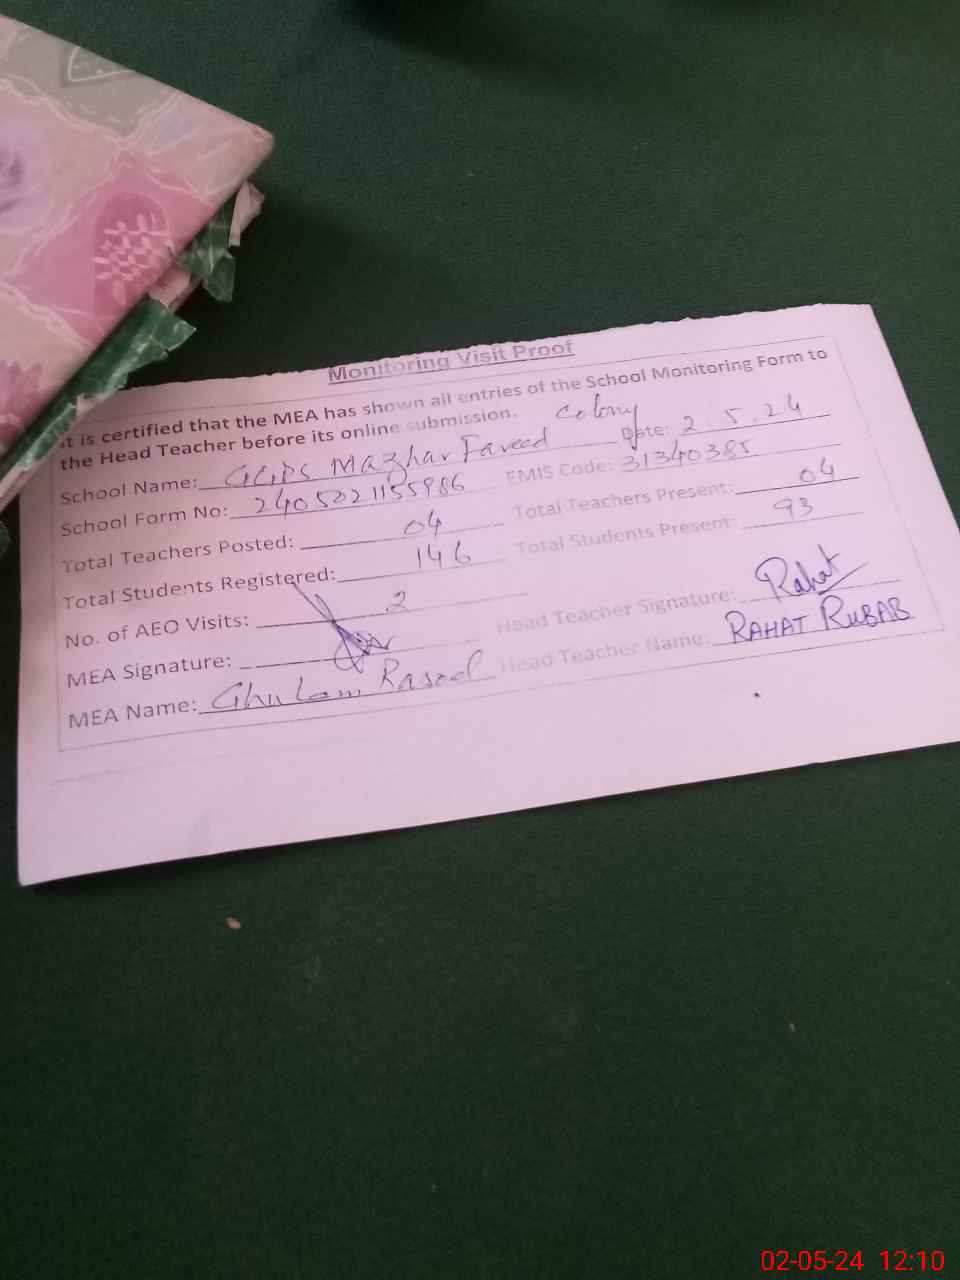 Monitoring Visit Proof
It is certified that the MEA has shown all entries of the School Monitoring Form to
the Head Teacher before its online submission.
School Name: GGPS Mazhar Fareed Colony Date: 2.5.24
School Form No: 2405021155986 EMIS Code: 31340385
Total Teachers Posted: 04 Total Teachers Present: 04
Total Students Registered: 146 Total Students Present: 93
No. of AEO Visits: 2
MEA Signature: Head Teacher Signature: Rahat
MEA Name: Ghulam Rasool Head Teacher Name: RAHAT RUBAB
02-05-24 12:10